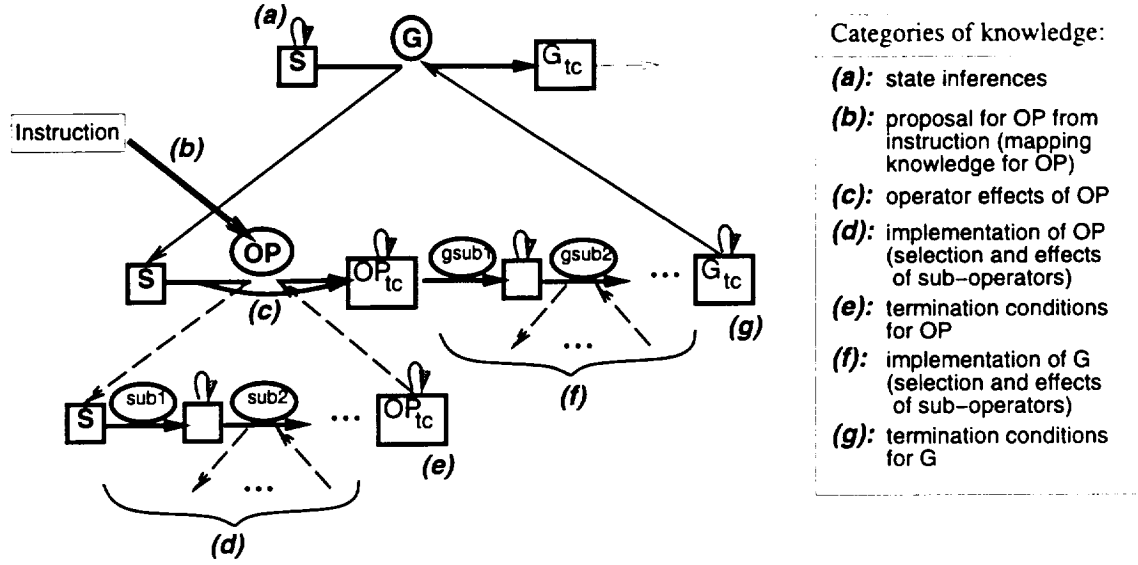 (a)
G
S
G tc
Instruction
(b)
OP
S
(c)
OP tc
gsub1
gsub2
...
G tc
(g)
...
(f)
S
sub1
sub2
...
OP tc
(e)
...
(d)
Categories of knowledge:
(a): state inferences
(b): proposal for OP from
instruction (mapping
knowledge for OP)
(c): operator effects of OP
(d): implementation of OP
(selection and effects
of sub-operators)
(e): termination conditions
for OP
(f): implementation of G
(selection and effects
of sub-operators)
(g): termination conditions
for G